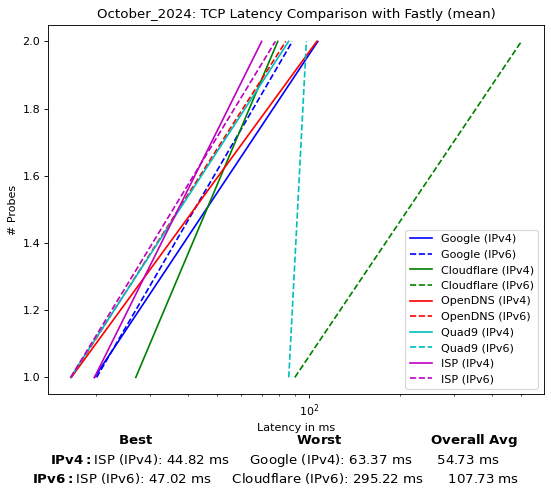 October_2024: TCP Latency Comparison with Fastly (mean)
# Probes
2.0
1.8
1.6
1.4
1.2
1.0
Google (IPv4)
Google (IPv6)
Cloudflare (IPv4)
Cloudflare (IPv6)
OpenDNS (IPv4)
OpenDNS (IPv6)
Quad9 (IPv4)
Quad9 (IPv6)
ISP (IPv4)
ISP (IPv6)
10²
Latency in ms
Best Worst Overall Avg
IPv4: ISP (IPv4): 44.82 ms Google (IPv4): 63.37 ms 54.73 ms
IPv6: ISP (IPv6): 47.02 ms Cloudflare (IPv6): 295.22 ms 107.73 ms